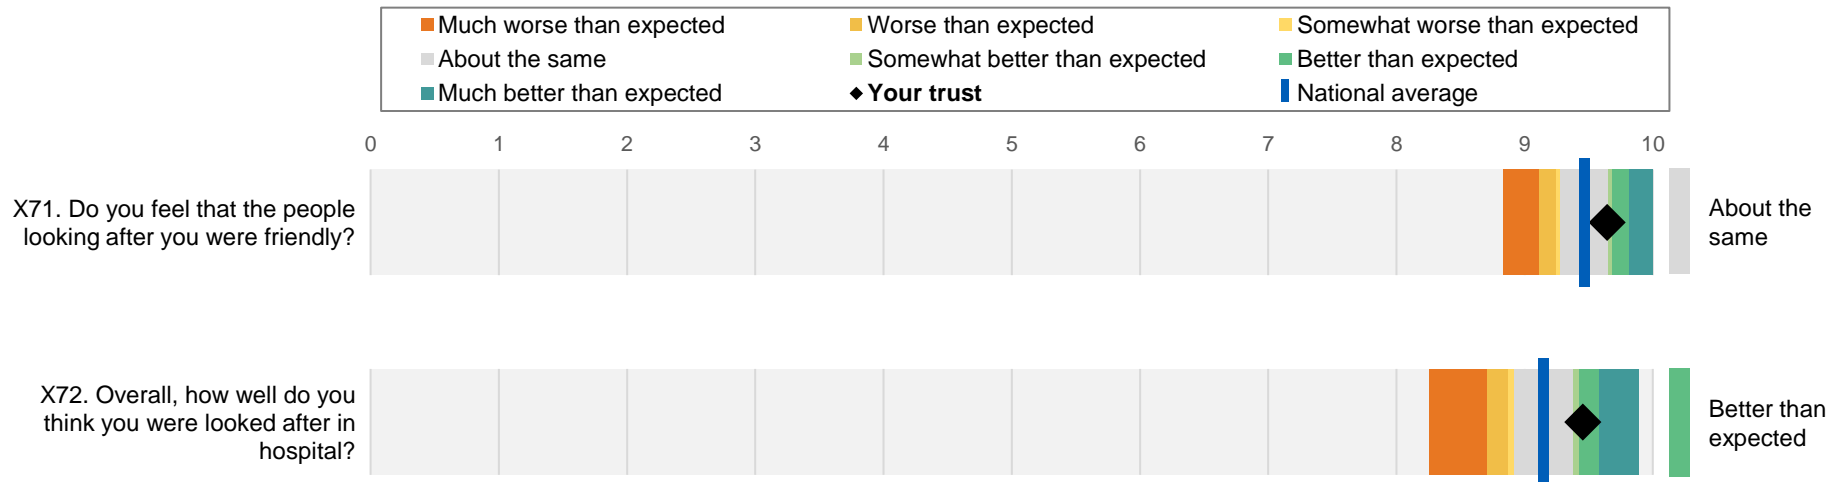 Much worse than expected
Worse than expected
Somewhat worse than expected
About the same
Somewhat better than expected
Better than expected
Much better than expected
Your trust
National average
0 1 2 3 4 5 6 7 8 9 10
X71. Do you feel that the people
looking after you were friendly?
About the
same
X72. Overall, how well do you
think you were looked after in
hospital?
Better than
expected